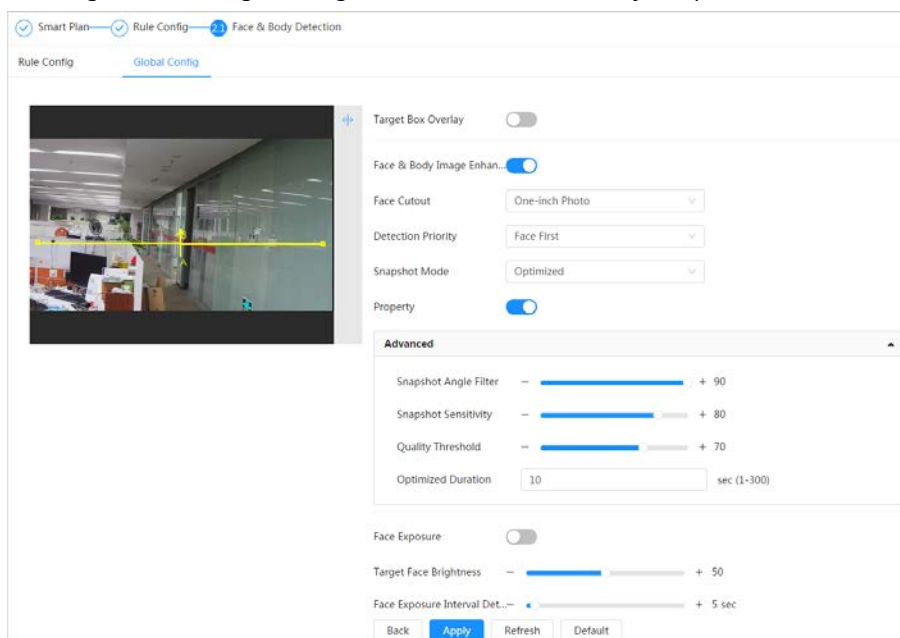 Smart Plan Rule Config 2.1 Face & Body Detection
Rule Config Global Config
Target Box Overlay
Face & Body Image Enhan...
Face Cutout One-inch Photo
Detection Priority Face First
Snapshot Mode Optimized
Property
Advanced
Snapshot Angle Filter − + 90
Snapshot Sensitivity − + 80
Quality Threshold − + 70
Optimized Duration 10 sec (1-300)
Face Exposure
Target Face Brightness − + 50
Face Exposure Interval Det... − + 5 sec
Back Apply Refresh Default